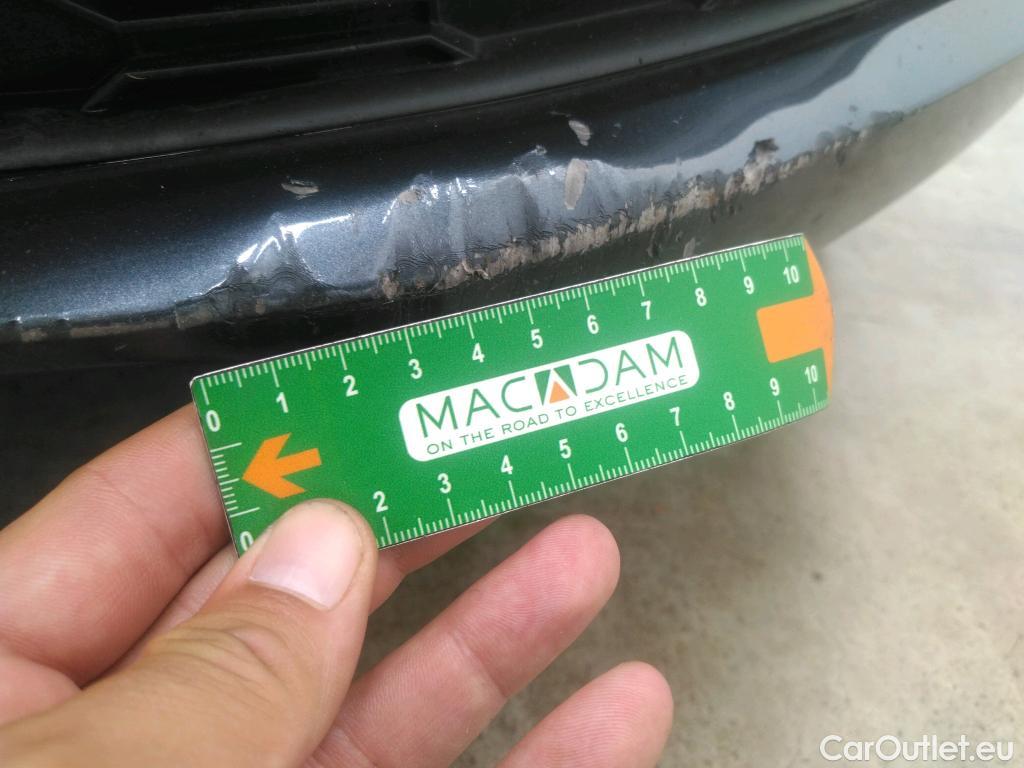 0 1 2 3 4 5 6 7 8 9 10
MACADAM
ON THE ROAD TO EXCELLENCE
0 2 3 4 5 6 7 8 9 10
CarOutlet.eu